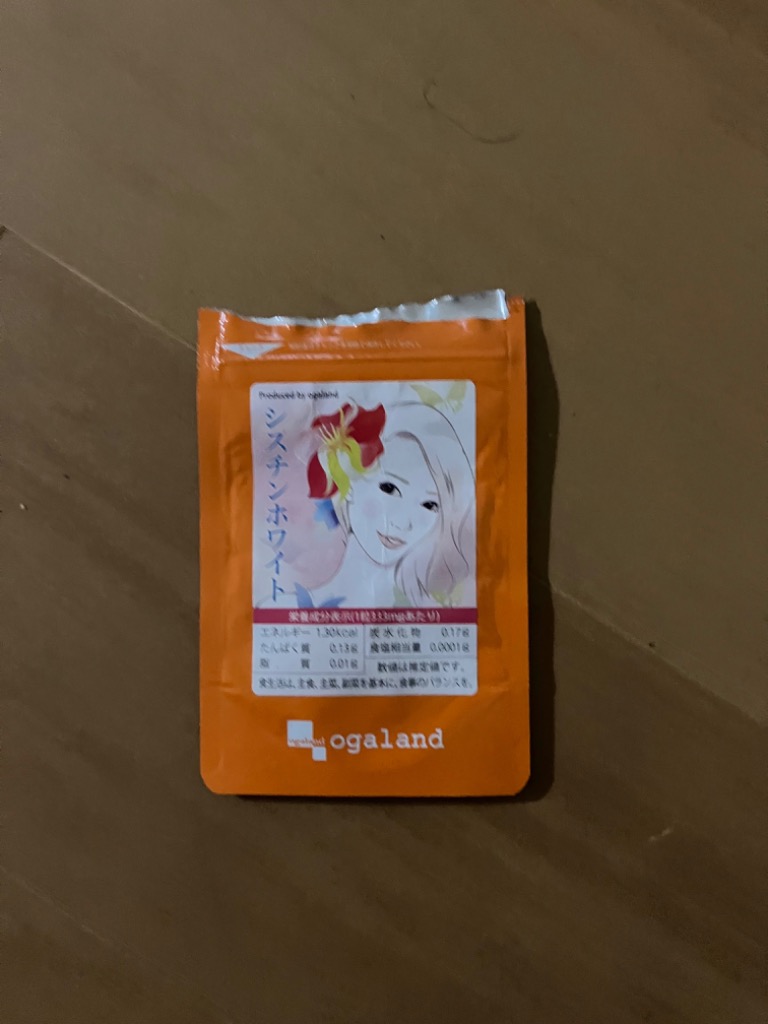 Produced by ogaland
シスチンホワイト
栄養成分表示(1粒333mgあたり)
エネルギー 1.30kcal 炭水化物 0.17g
たんぱく質 0.13g 食塩相当量 0.0001g
脂質 0.01g 数値は推定値です。
食生活は、主食、主菜、副菜を基本に、食事のバランスを。
ogaland
ogaland